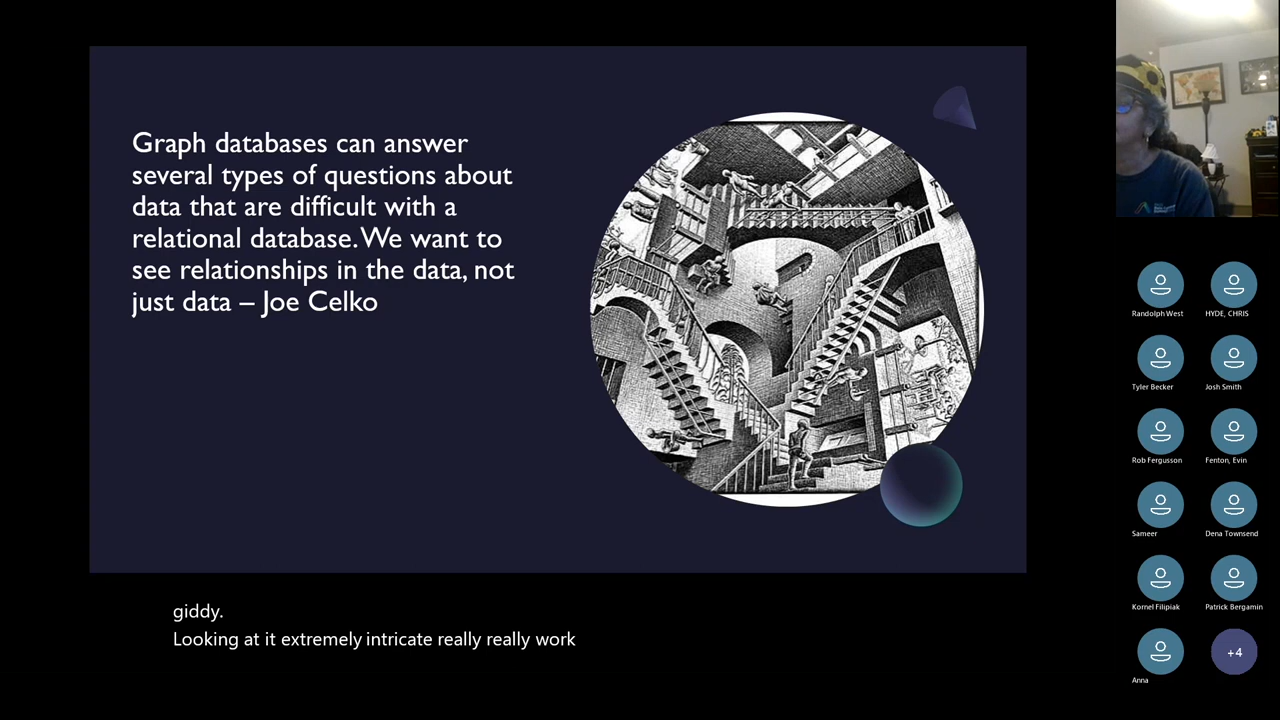 Graph databases can answer
several types of questions about
data that are difficult with a
relational database. We want to
see relationships in the data, not
just data – Joe Celko
giddy.
Looking at it extremely intricate really really work
Randolph West
HYDE, CHRIS
Tyler Becker
Josh Smith
Rob Fergusson
Fenton, Evin
Sameer
Dena Townsend
Kornel Filipiak
Patrick Bergamin
Anna
+4